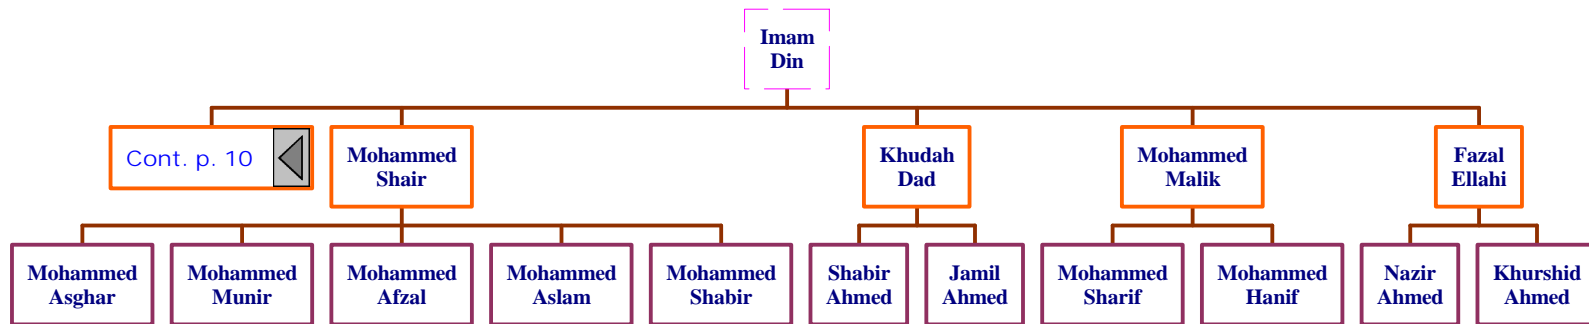 Imam
Din
Cont. p. 10
Mohammed
Shair
Khudah
Dad
Mohammed
Malik
Fazal
Ellahi
Mohammed
Asghar
Mohammed
Munir
Mohammed
Afzal
Mohammed
Aslam
Mohammed
Shabir
Shabir
Ahmed
Jamil
Ahmed
Mohammed
Sharif
Mohammed
Hanif
Nazir
Ahmed
Khurshid
Ahmed